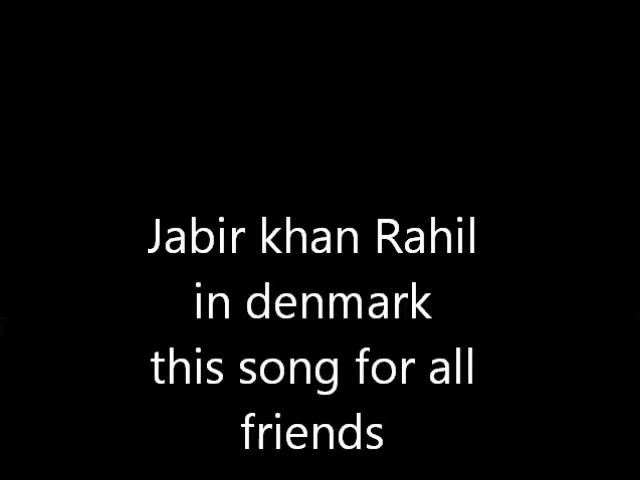 Jabir khan Rahil
in denmark
this song for all
friends